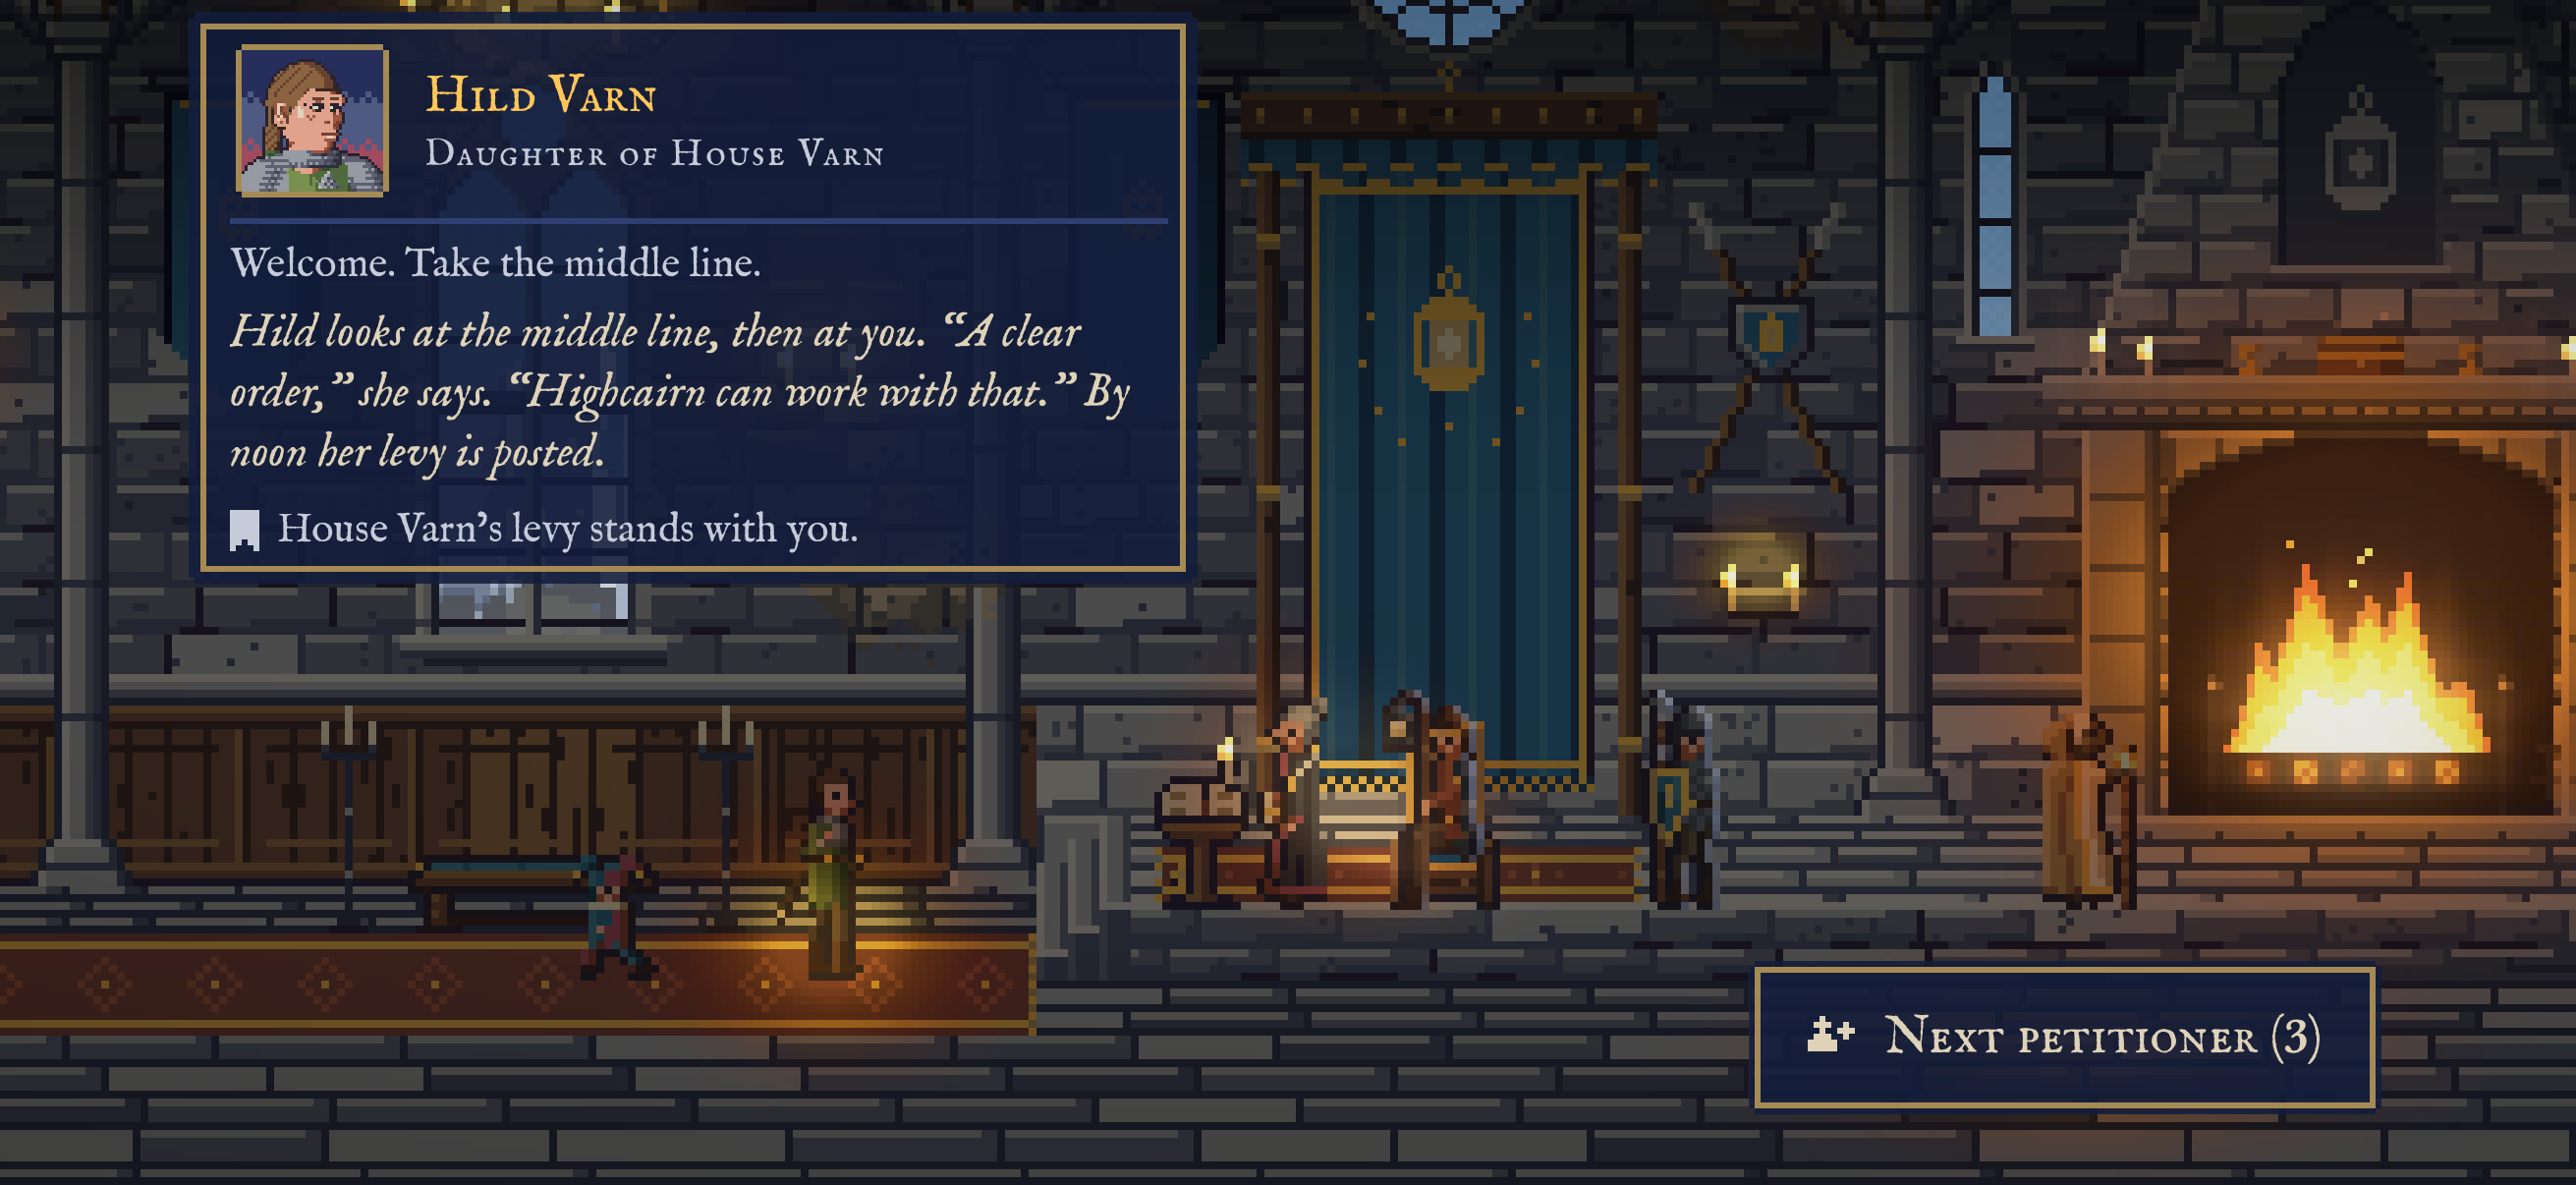 Hild Varn
Daughter of House Varn
Welcome. Take the middle line.
Hild looks at the middle line, then at you. “A clear
order,” she says. “Highcairn can work with that.” By
noon her levy is posted.
House Varn’s levy stands with you.
Next petitioner (3)